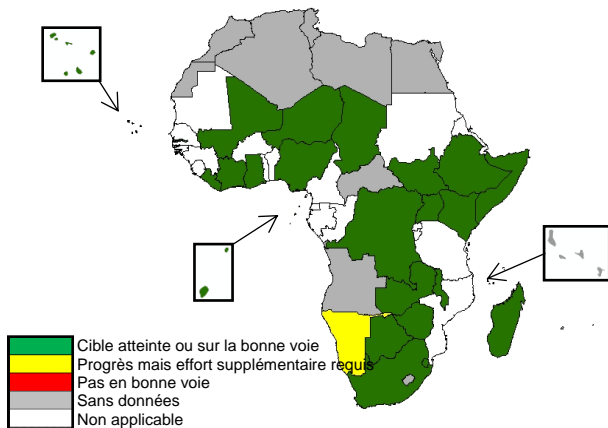 Cible atteinte ou sur la bonne voie
Progrès mais effort supplémentaire requis
Pas en bonne voie
Sans données
Non applicable